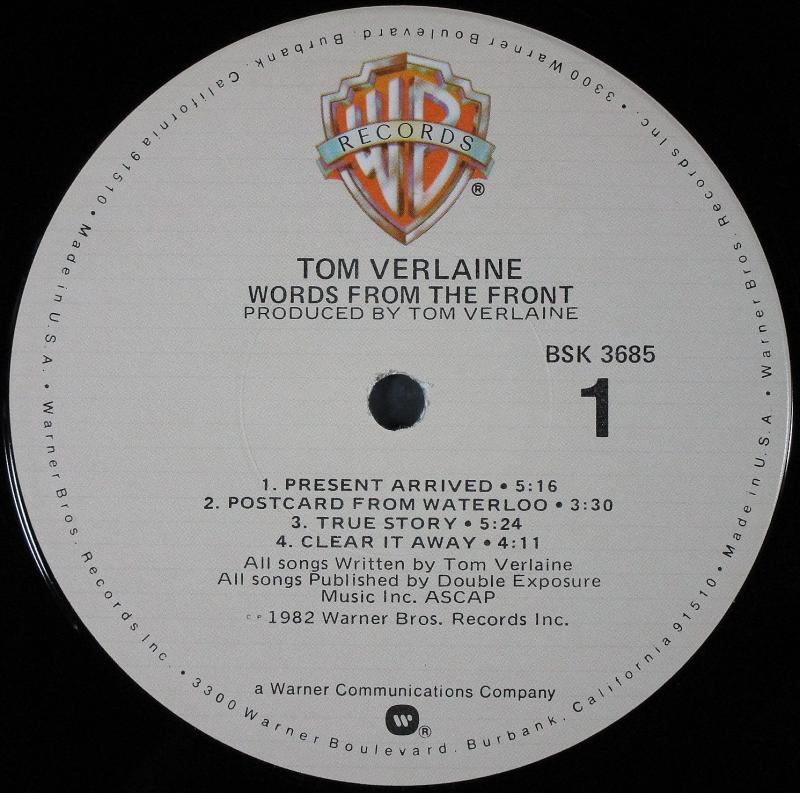 WB
RECORDS
®
TOM VERLAINE
WORDS FROM THE FRONT
PRODUCED BY TOM VERLAINE
BSK 3685
1
1. PRESENT ARRIVED • 5:16
2. POSTCARD FROM WATERLOO • 3:30
3. TRUE STORY • 5:24
4. CLEAR IT AWAY • 4:11
All songs Written by Tom Verlaine
All songs Published by Double Exposure
Music Inc. ASCAP
© ℗ 1982 Warner Bros. Records Inc.
a Warner Communications Company
W ®
Made in U.S.A. • Warner Bros. Records Inc. • 3300 Warner Boulevard. Burbank. California 91510 • Made in U.S.A. • Warner Bros. Records Inc. • 3300 Warner Boulevard. Burbank. California 91510 •